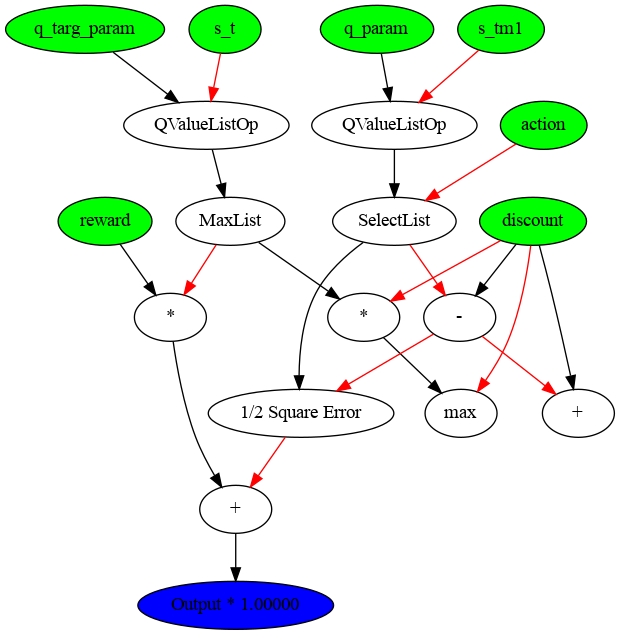 q_targ_param
s_t
q_param
s_tm1
QValueListOp
QValueListOp
action
reward
MaxList
SelectList
discount
*
*
-
1/2 Square Error
max
+
+
Output * 1.00000